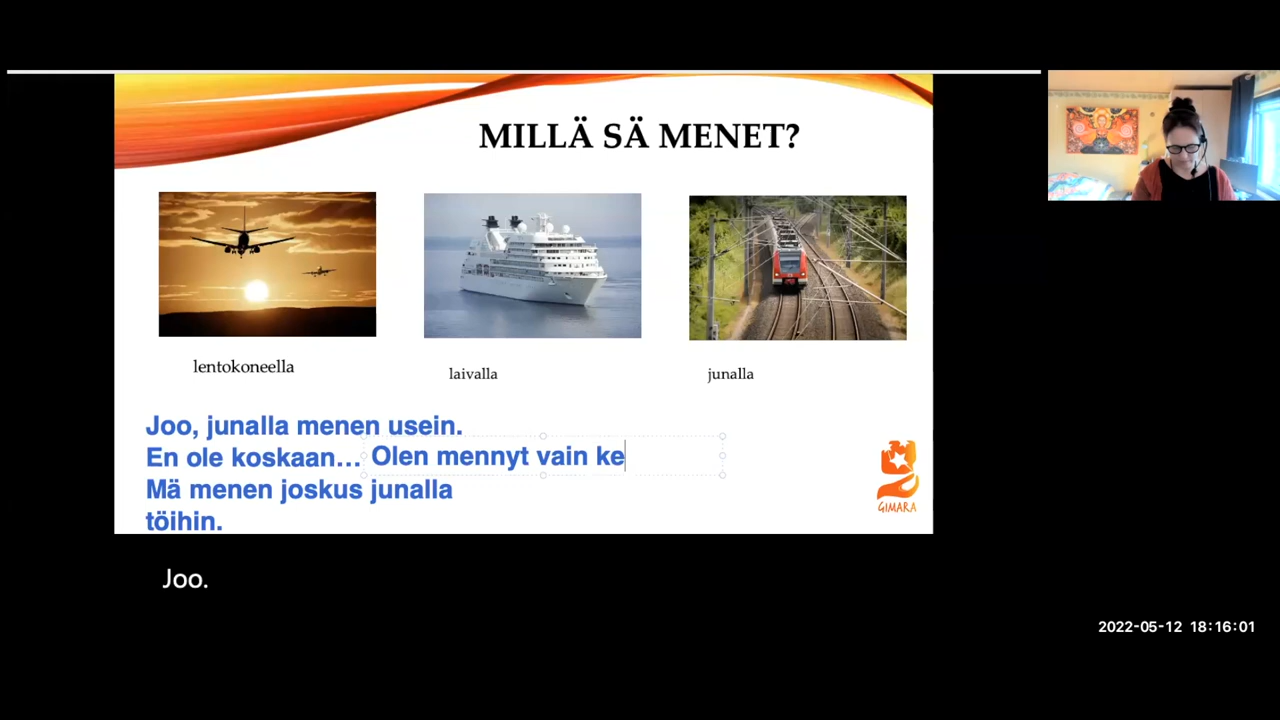 MILLÄ SÄ MENET?
lentokoneella
laivalla
junalla
Joo, junalla menen usein.
En ole koskaan... Olen mennyt vain ke
Mä menen joskus junalla
töihin.
GIMARA
Joo.
2022-05-12 18:16:01